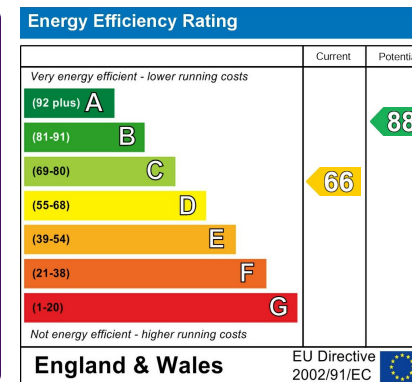 Energy Efficiency Rating
Current Potenti
Very energy efficient - lower running costs
(92 plus) A
(81-91) B
88
(69-80) C
66
(55-68) D
(39-54) E
(21-38) F
(1-20) G
Not energy efficient - higher running costs
England & Wales
EU Directive
2002/91/EC